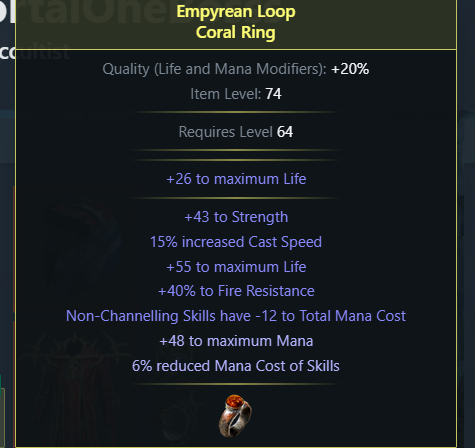 Empyrean Loop
Coral Ring
Quality (Life and Mana Modifiers): +20%
Item Level: 74
Requires Level 64
+26 to maximum Life
+43 to Strength
15% increased Cast Speed
+55 to maximum Life
+40% to Fire Resistance
Non-Channelling Skills have -12 to Total Mana Cost
+48 to maximum Mana
6% reduced Mana Cost of Skills